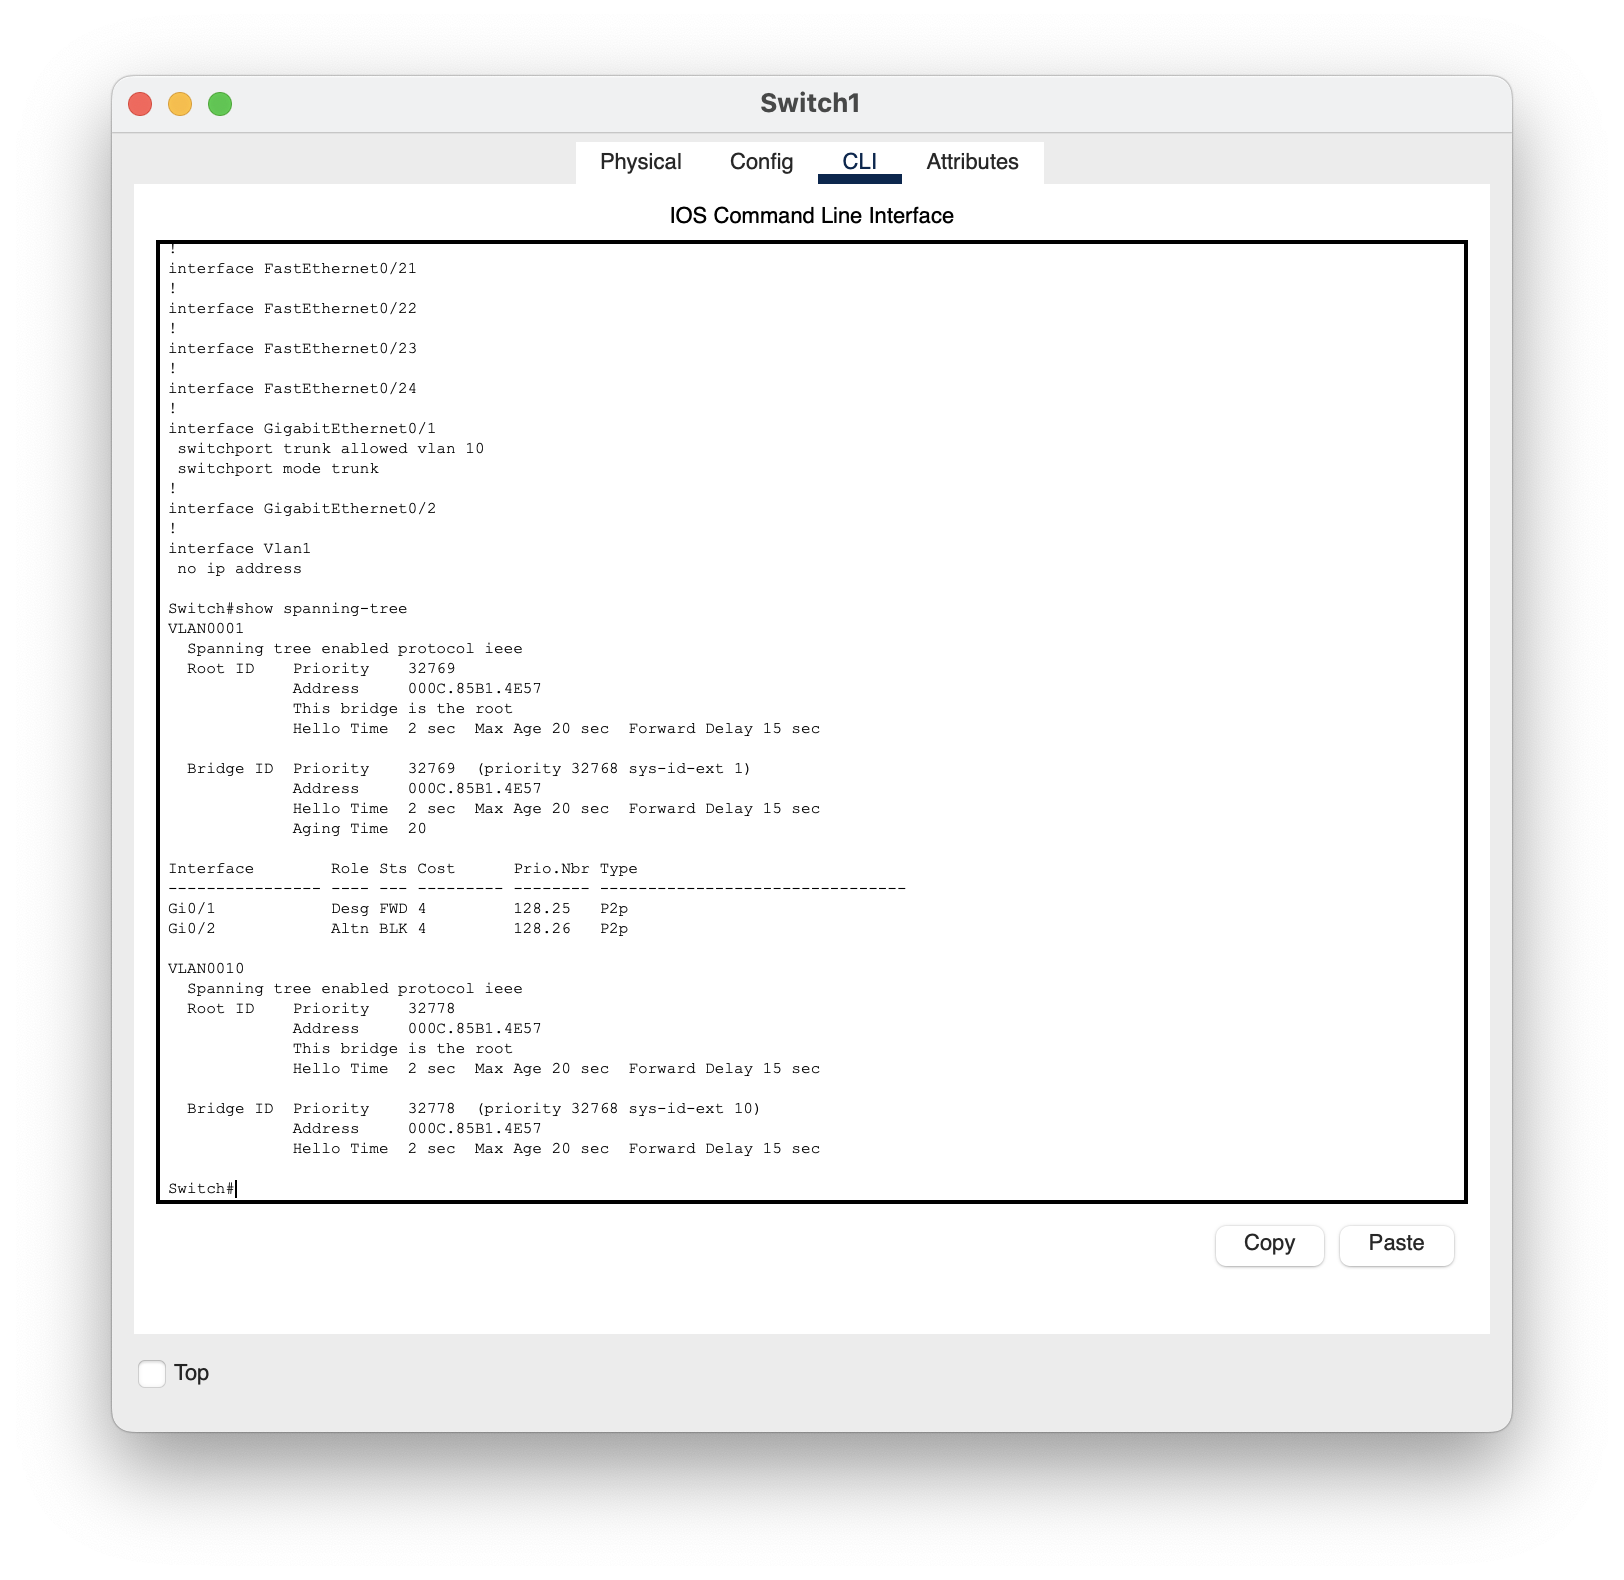 Switch1
Physical Config CLI Attributes
IOS Command Line Interface
!
interface FastEthernet0/21
!
interface FastEthernet0/22
!
interface FastEthernet0/23
!
interface FastEthernet0/24
!
interface GigabitEthernet0/1
 switchport trunk allowed vlan 10
 switchport mode trunk
!
interface GigabitEthernet0/2
!
interface Vlan1
 no ip address

Switch#show spanning-tree
VLAN0001
  Spanning tree enabled protocol ieee
  Root ID    Priority    32769
             Address     000C.85B1.4E57
             This bridge is the root
             Hello Time  2 sec  Max Age 20 sec  Forward Delay 15 sec

  Bridge ID  Priority    32769  (priority 32768 sys-id-ext 1)
             Address     000C.85B1.4E57
             Hello Time  2 sec  Max Age 20 sec  Forward Delay 15 sec
             Aging Time  20

Interface        Role Sts Cost      Prio.Nbr Type
---------------- ---- --- --------- -------- --------------------------------
Gi0/1            Desg FWD 4         128.25   P2p
Gi0/2            Altn BLK 4         128.26   P2p

VLAN0010
  Spanning tree enabled protocol ieee
  Root ID    Priority    32778
             Address     000C.85B1.4E57
             This bridge is the root
             Hello Time  2 sec  Max Age 20 sec  Forward Delay 15 sec

  Bridge ID  Priority    32778  (priority 32768 sys-id-ext 10)
             Address     000C.85B1.4E57
             Hello Time  2 sec  Max Age 20 sec  Forward Delay 15 sec

Switch#
Copy Paste
Top